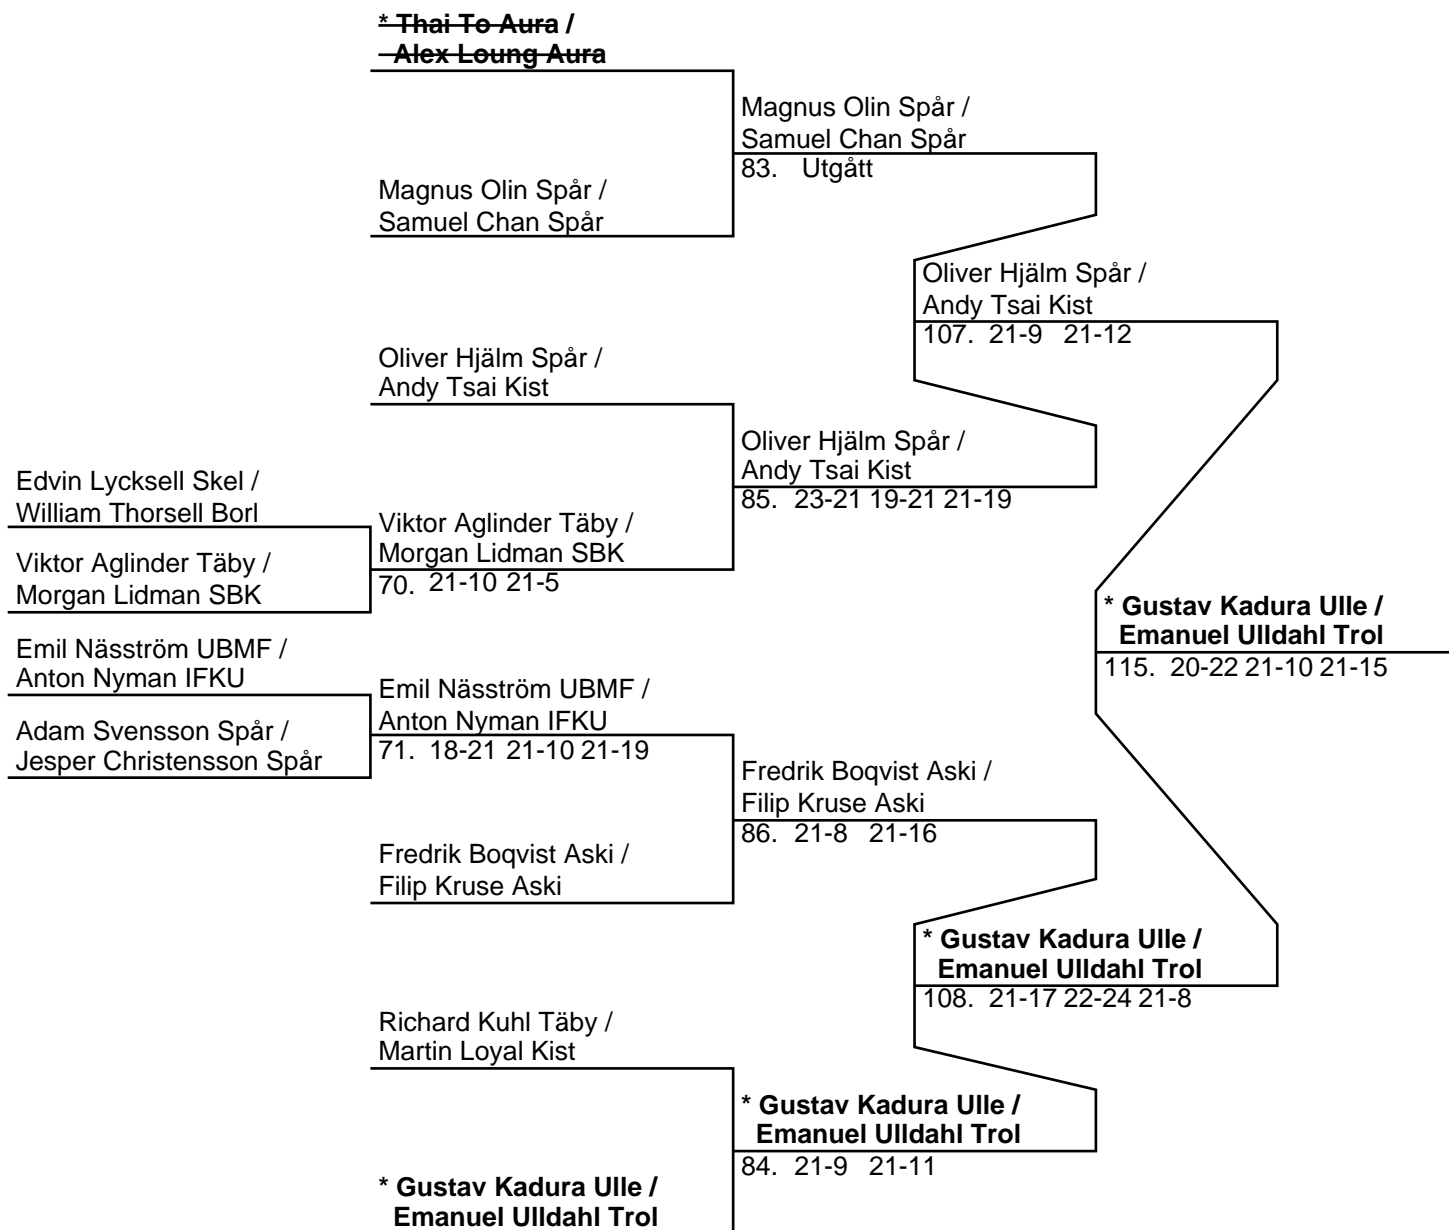 * Thai To Aura /
Alex Loung Aura
Magnus Olin Spår /
Samuel Chan Spår
83. Utgått
Magnus Olin Spår /
Samuel Chan Spår
Oliver Hjälm Spår /
Andy Tsai Kist
107. 21-9 21-12
Oliver Hjälm Spår /
Andy Tsai Kist
Oliver Hjälm Spår /
Andy Tsai Kist
85. 23-21 19-21 21-19
Edvin Lycksell Skel /
William Thorsell Borl
Viktor Aglinder Täby /
Morgan Lidman SBK
70. 21-10 21-5
Viktor Aglinder Täby /
Morgan Lidman SBK
* Gustav Kadura Ulle /
Emanuel Ulldahl Trol
115. 20-22 21-10 21-15
Emil Näsström UBMF /
Anton Nyman IFKU
Emil Näsström UBMF /
Anton Nyman IFKU
71. 18-21 21-10 21-19
Adam Svensson Spår /
Jesper Christensson Spår
Fredrik Boqvist Aski /
Filip Kruse Aski
86. 21-8 21-16
Fredrik Boqvist Aski /
Filip Kruse Aski
* Gustav Kadura Ulle /
Emanuel Ulldahl Trol
108. 21-17 22-24 21-8
Richard Kuhl Täby /
Martin Loyal Kist
* Gustav Kadura Ulle /
Emanuel Ulldahl Trol
84. 21-9 21-11
* Gustav Kadura Ulle /
Emanuel Ulldahl Trol